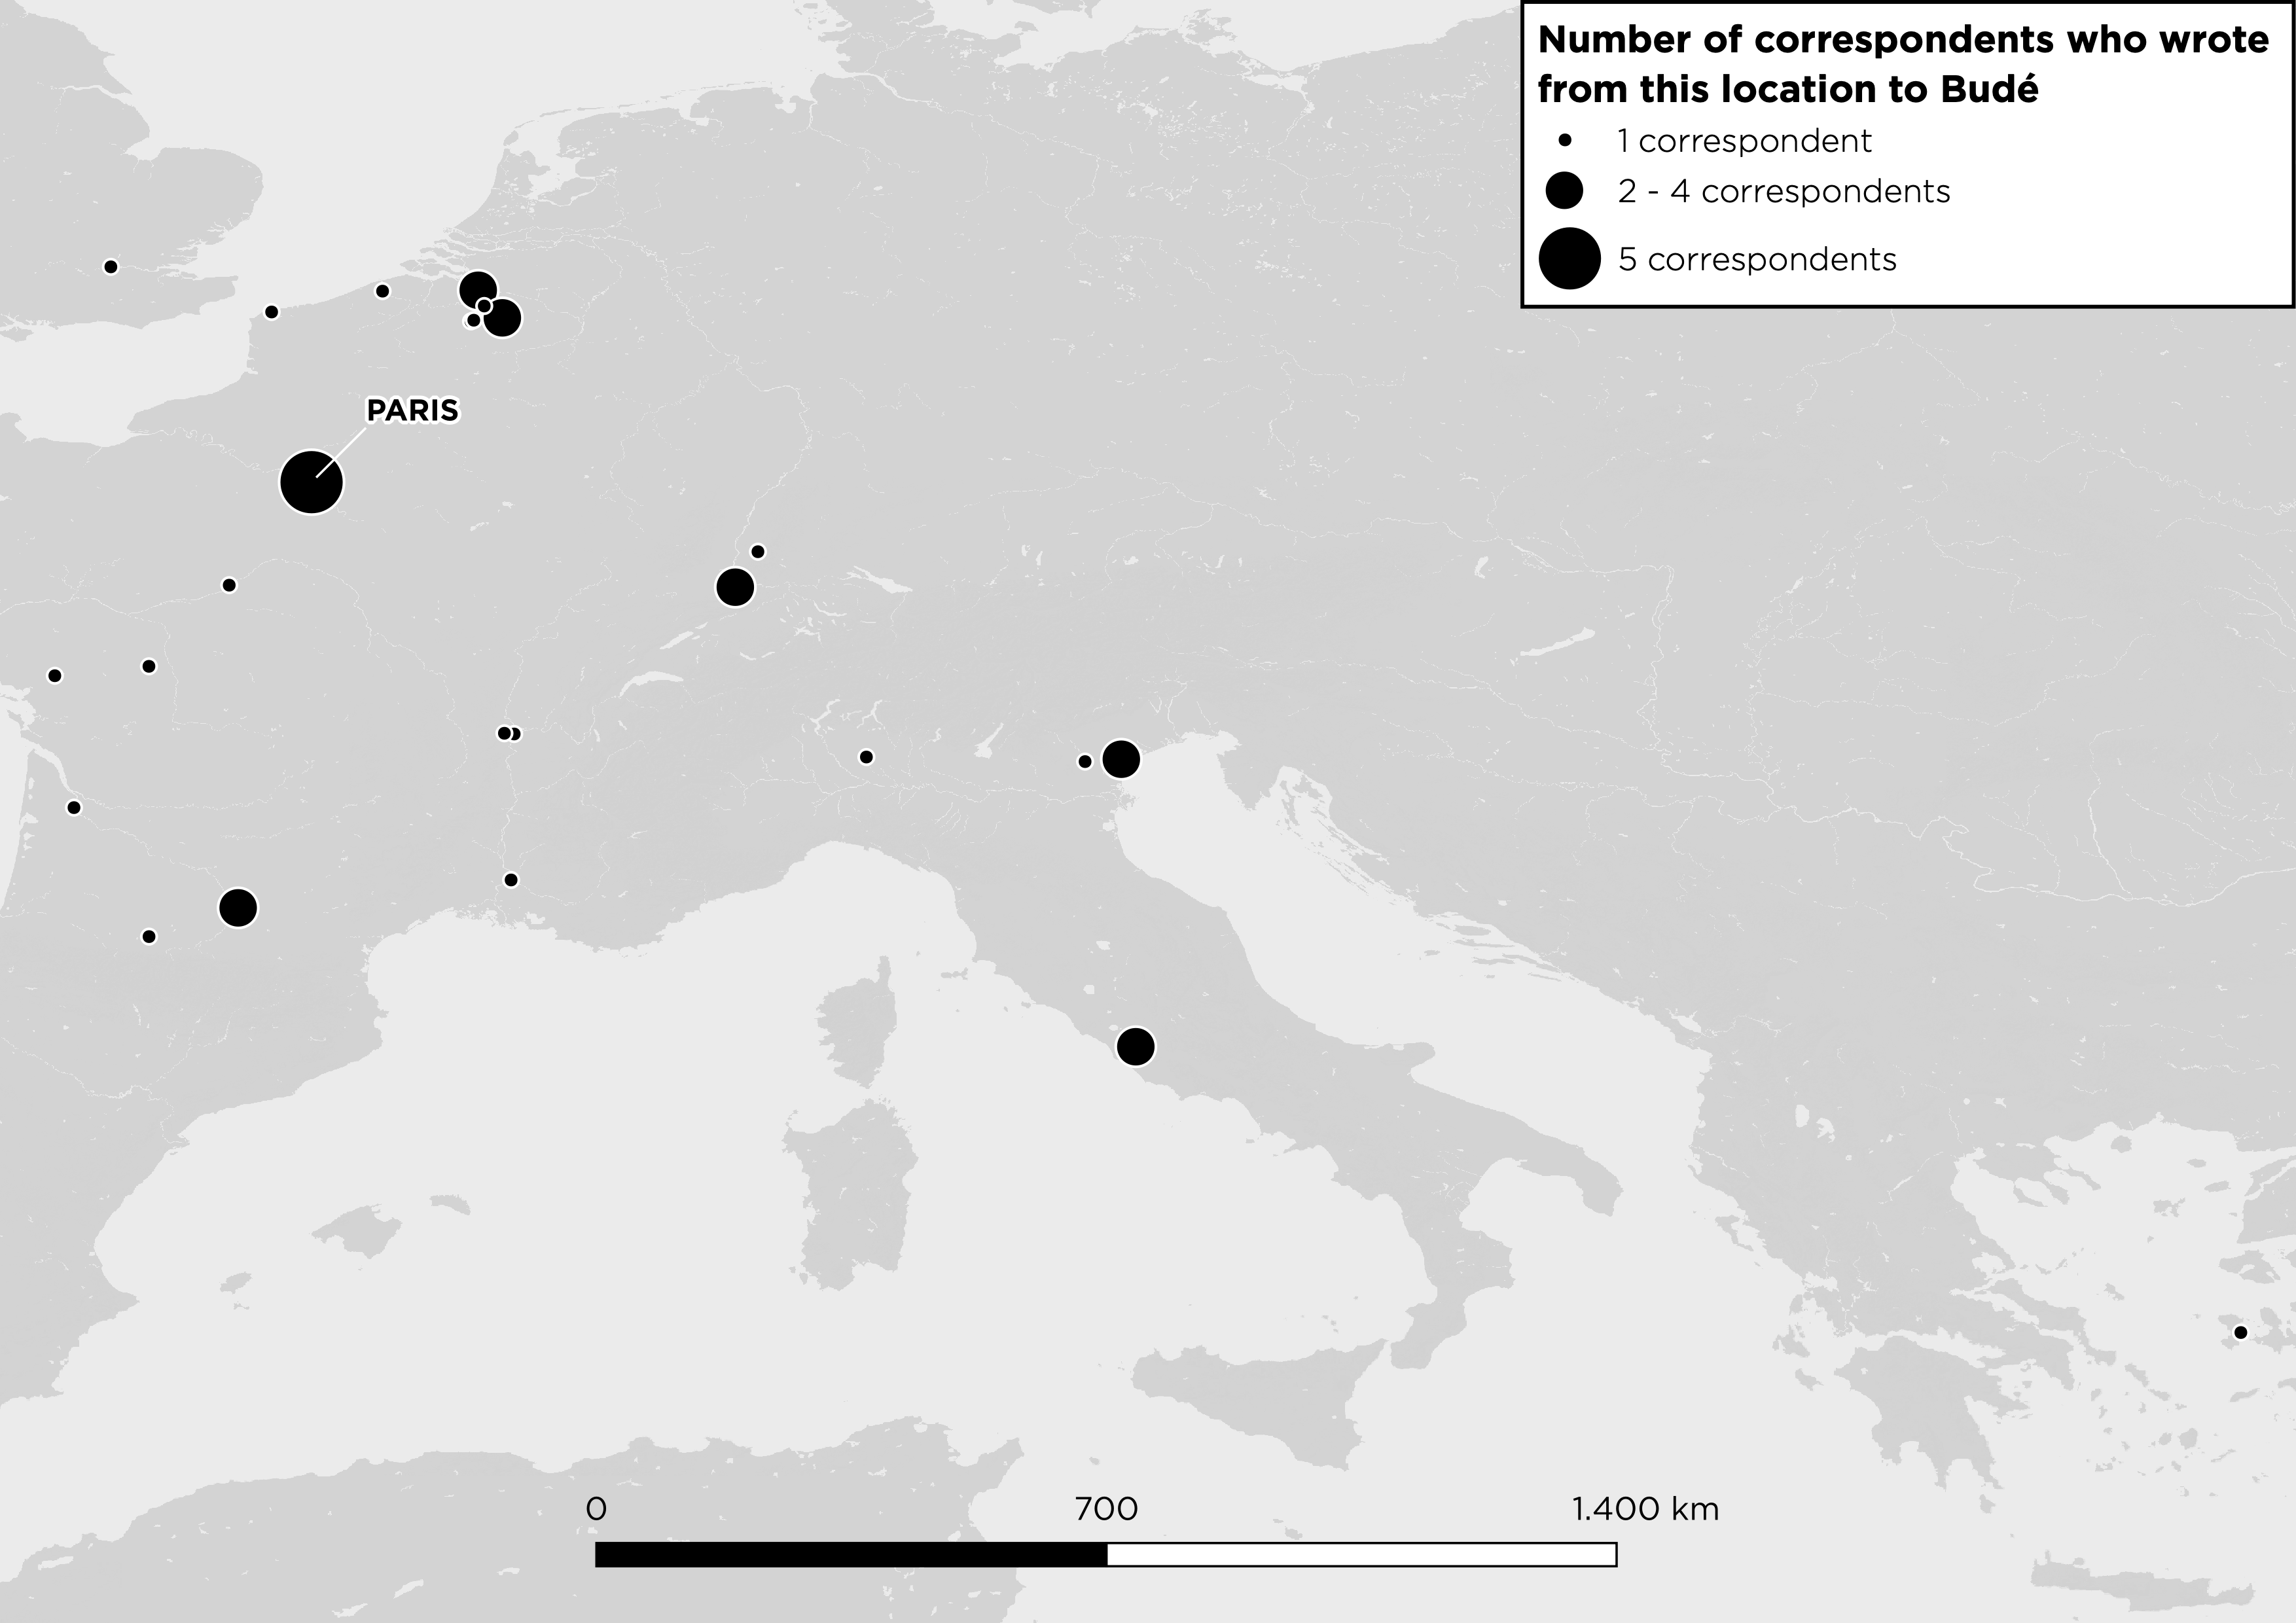 Number of correspondents who wrote
from this location to Budé
1 correspondent
2 - 4 correspondents
5 correspondents
PARIS
0 700 1.400 km